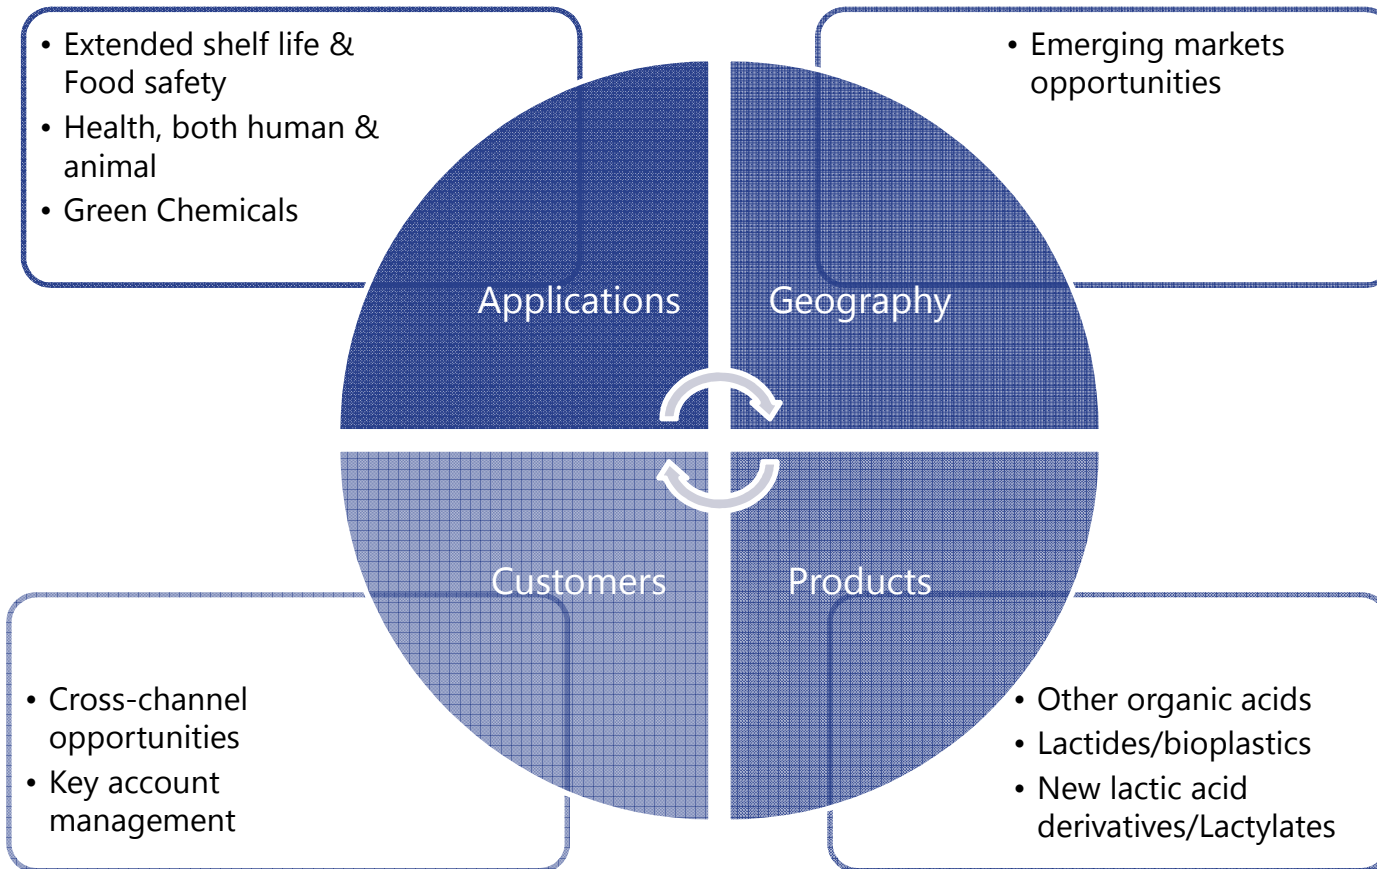 • Extended shelf life &
Food safety
• Health, both human &
animal
• Green Chemicals
• Emerging markets
opportunities
Applications
Geography
Customers
Products
• Cross-channel
opportunities
• Key account
management
• Other organic acids
• Lactides/bioplastics
• New lactic acid
derivatives/Lactylates